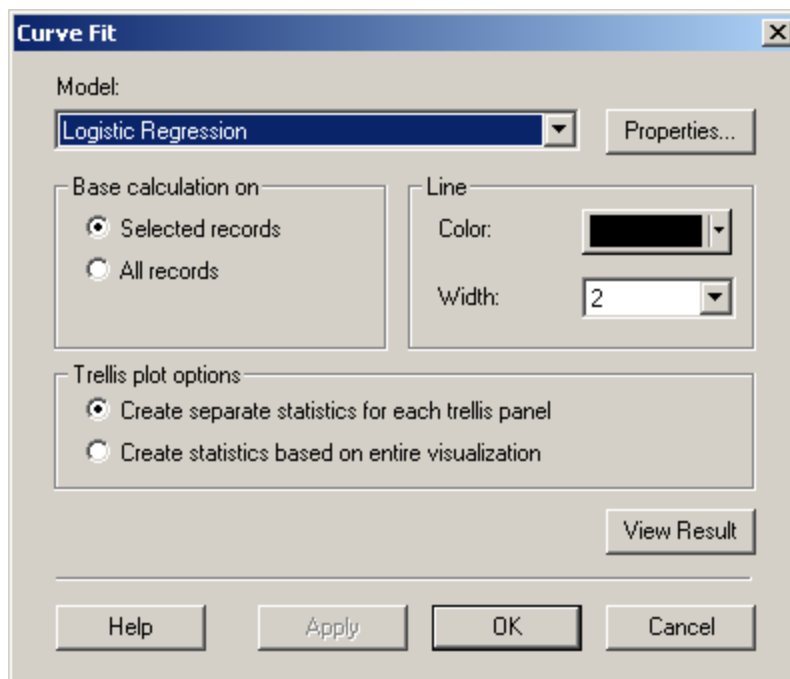 Curve Fit
Model:
Logistic Regression
Properties...
Base calculation on
Selected records
All records
Line
Color:
Width:
2
Trellis plot options
Create separate statistics for each trellis panel
Create statistics based on entire visualization
View Result
Help
Apply
OK
Cancel